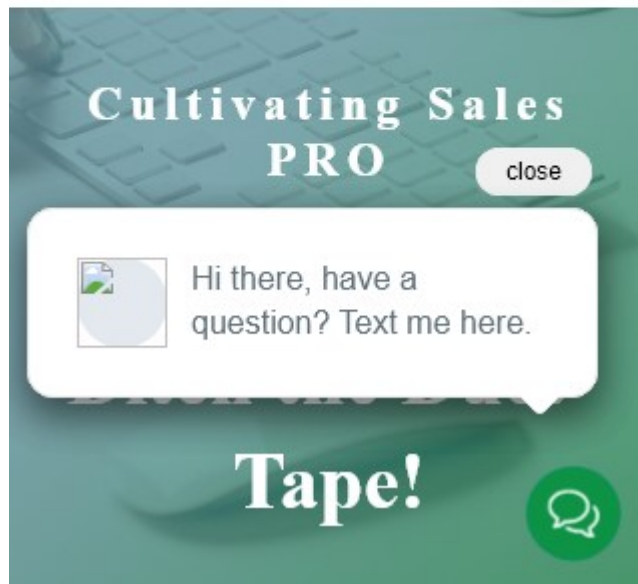 Cultivating Sales
PRO
close
Hi there, have a
question? Text me here.
Tape!